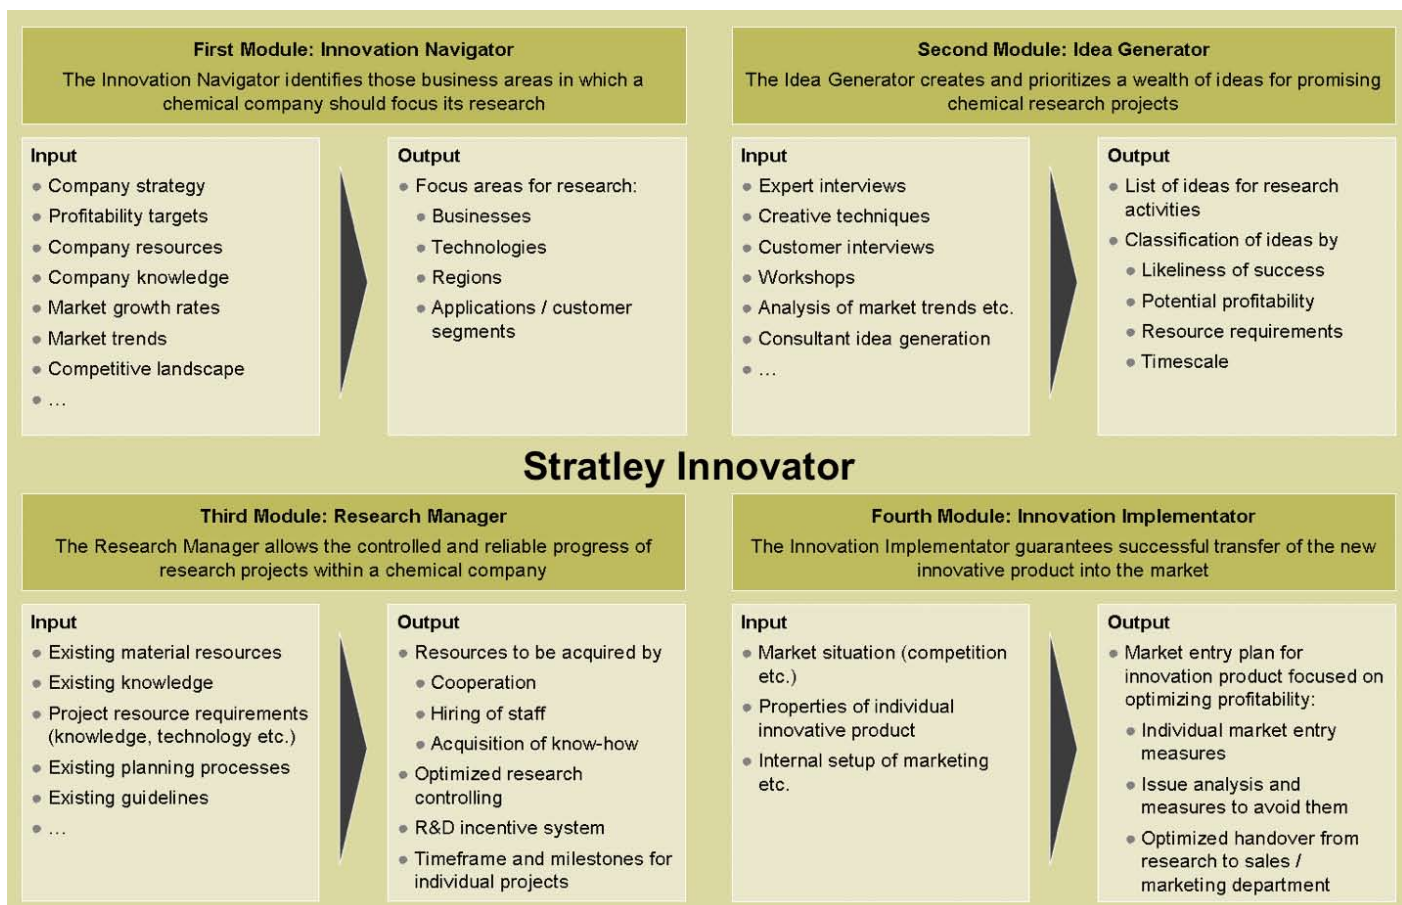 First Module: Innovation Navigator
The Innovation Navigator identifies those business areas in which a
chemical company should focus its research
Input
Company strategy
Profitability targets
Company resources
Company knowledge
Market growth rates
Market trends
Competitive landscape
…
Output
Focus areas for research:
Businesses
Technologies
Regions
Applications / customer
segments
Second Module: Idea Generator
The Idea Generator creates and prioritizes a wealth of ideas for promising
chemical research projects
Input
Expert interviews
Creative techniques
Customer interviews
Workshops
Analysis of market trends etc.
Consultant idea generation
…
Output
List of ideas for research
activities
Classification of ideas by
Likeliness of success
Potential profitability
Resource requirements
Timescale
Stratley Innovator
Third Module: Research Manager
The Research Manager allows the controlled and reliable progress of
research projects within a chemical company
Input
Existing material resources
Existing knowledge
Project resource requirements
(knowledge, technology etc.)
Existing planning processes
Existing guidelines
…
Output
Resources to be acquired by
Cooperation
Hiring of staff
Acquisition of know-how
Optimized research
controlling
R&D incentive system
Timeframe and milestones for
individual projects
Fourth Module: Innovation Implementator
The Innovation Implementator guarantees successful transfer of the new
innovative product into the market
Input
Market situation (competition
etc.)
Properties of individual
innovative product
Internal setup of marketing
etc.
Output
Market entry plan for
innovation product focused on
optimizing profitability:
Individual market entry
measures
Issue analysis and
measures to avoid them
Optimized handover from
research to sales /
marketing department